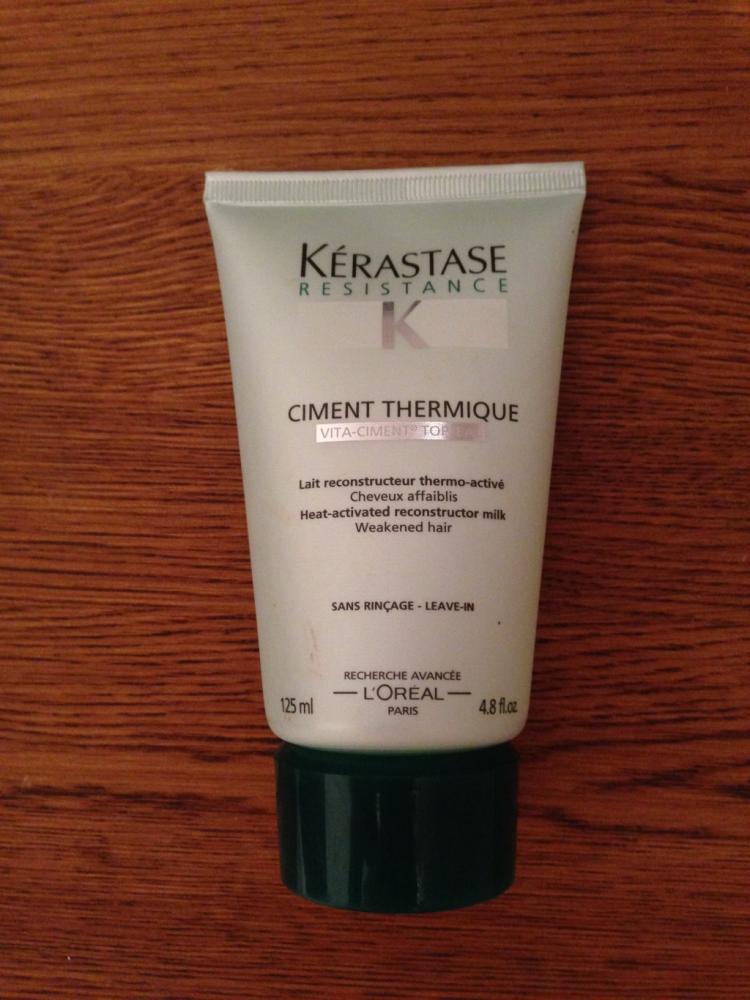 KÉRASTASE
RESISTANCE
K
CIMENT THERMIQUE
VITA-CIMENT®
Lait reconstructeur thermo-activé
Cheveux affaiblis
Heat-activated reconstructor milk
Weakened hair
SANS RINÇAGE - LEAVE-IN
RECHERCHE AVANCÉE
L'ORÉAL
PARIS
125 ml 4.8 fl.oz